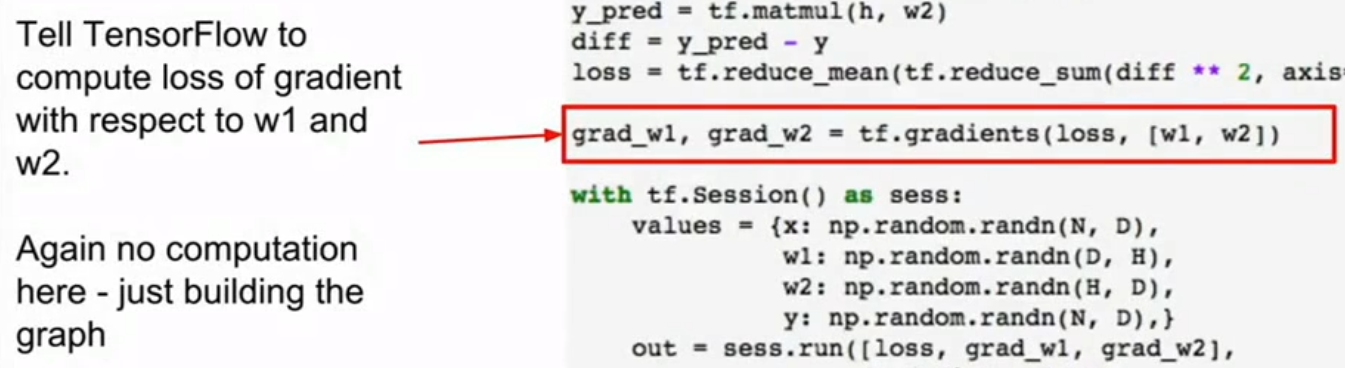 Tell TensorFlow to
compute loss of gradient
with respect to w1 and
w2.
Again no computation
here - just building the
graph
y_pred = tf.matmul(h, w2)
diff = y_pred - y
loss = tf.reduce_mean(tf.reduce_sum(diff ** 2, axis
grad_w1, grad_w2 = tf.gradients(loss, [w1, w2])
with tf.Session() as sess:
values = {x: np.random.randn(N, D),
w1: np.random.randn(D, H),
w2: np.random.randn(H, D),
y: np.random.randn(N, D),}
out = sess.run([loss, grad_w1, grad_w2],